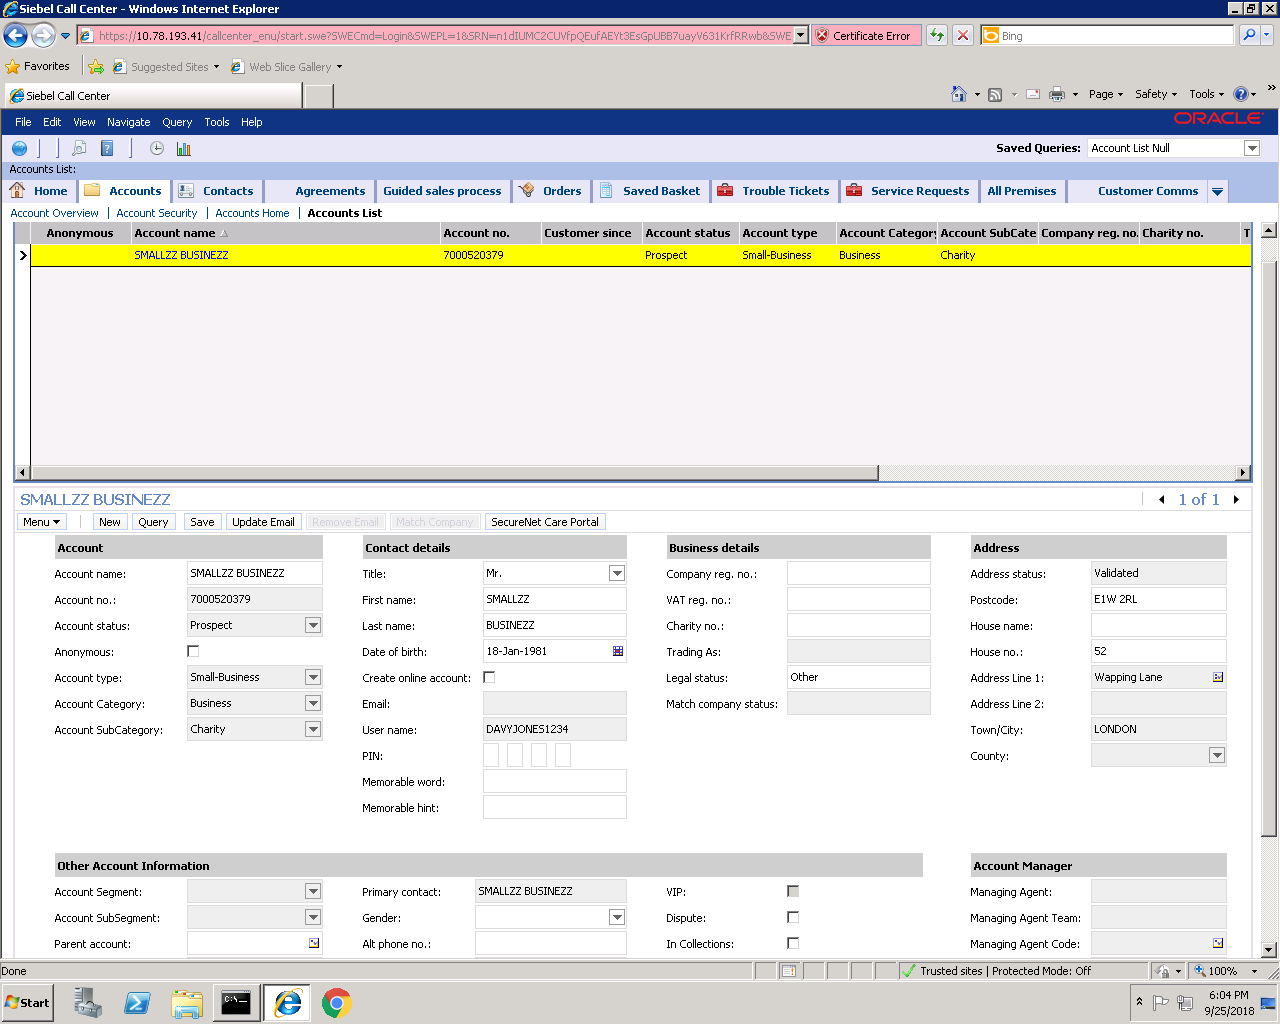 Siebel Call Center - Windows Internet Explorer
https://10.78.193.41/callcenter_enu/start.swe?SWECmd=Login&SWEPL=1&SRN=n1dIUMC2CUVfpQEufAEYt3EsGpUBB7uayV631KrfRRwb&SWE Certificate Error Bing
Favorites Suggested Sites Web Slice Gallery
Siebel Call Center Page Safety Tools
File Edit View Navigate Query Tools Help ORACLE
Saved Queries: Account List Null
Accounts List:
Home Accounts Contacts Agreements Guided sales process Orders Saved Basket Trouble Tickets Service Requests All Premises Customer Comms
Account Overview | Account Security | Accounts Home | Accounts List
Anonymous Account name Account no. Customer since Account status Account type Account Category Account SubCate Company reg. no. Charity no. T
SMALLZZ BUSINEZZ 7000520379 Prospect Small-Business Business Charity
SMALLZZ BUSINEZZ 1 of 1
Menu New Query Save Update Email Remove Email Match Company SecureNet Care Portal
Account Contact details Business details Address
Account name: SMALLZZ BUSINEZZ Title: Mr. Company reg. no.: Address status: Validated
Account no.: 7000520379 First name: SMALLZZ VAT reg. no.: Postcode: E1W 2RL
Account status: Prospect Last name: BUSINEZZ Charity no.: House name:
Anonymous: Date of birth: 18-Jan-1981 Trading As: House no.: 52
Account type: Small-Business Create online account: Legal status: Other Address Line 1: Wapping Lane
Account Category: Business Email: Match company status: Address Line 2:
Account SubCategory: Charity User name: DAVYJONES1234 Town/City: LONDON
PIN: County:
Memorable word:
Memorable hint:
Other Account Information Account Manager
Account Segment: Primary contact: SMALLZZ BUSINEZZ VIP: Managing Agent:
Account SubSegment: Gender: Dispute: Managing Agent Team:
Parent account: Alt phone no.: In Collections: Managing Agent Code:
Done Trusted sites | Protected Mode: Off 100%
Start C:\ 6:04 PM
9/25/2018